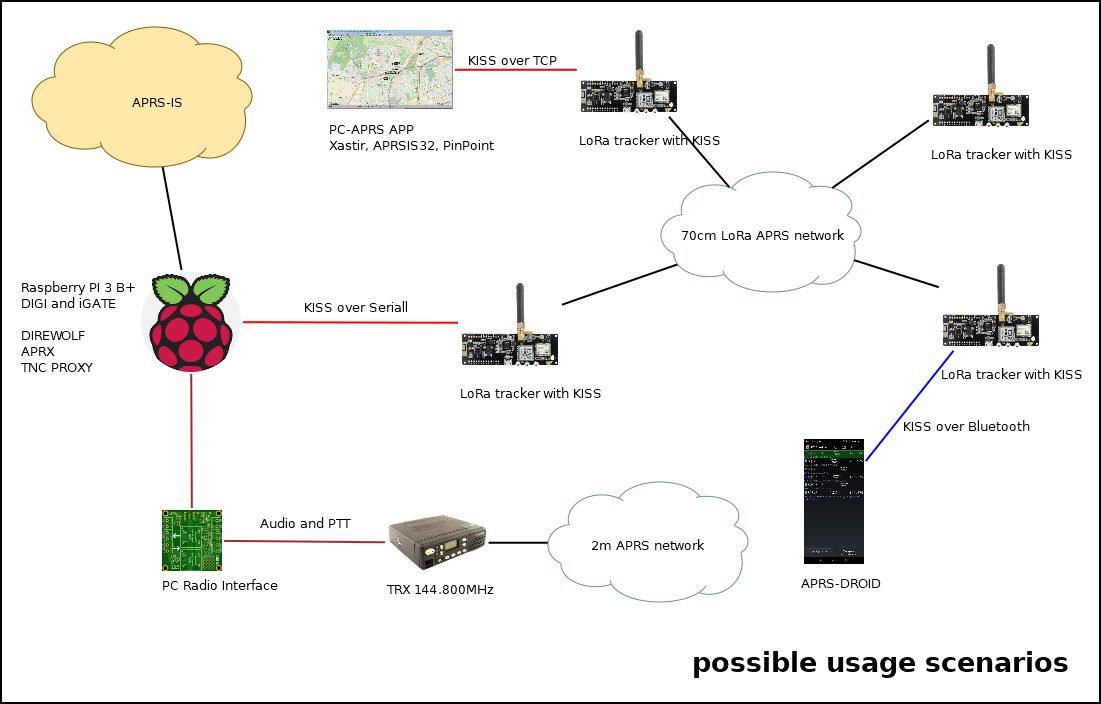 APRS-IS
KISS over TCP
PC-APRS APP
Xastir, APRSIS32, PinPoint
LoRa tracker with KISS
LoRa tracker with KISS
70cm LoRa APRS network
Raspberry PI 3 B+
DIGI and iGATE
DIREWOLF
APRX
TNC PROXY
KISS over Seriall
LoRa tracker with KISS
LoRa tracker with KISS
KISS over Bluetooth
Audio and PTT
2m APRS network
PC Radio Interface
TRX 144.800MHz
APRS-DROID
possible usage scenarios